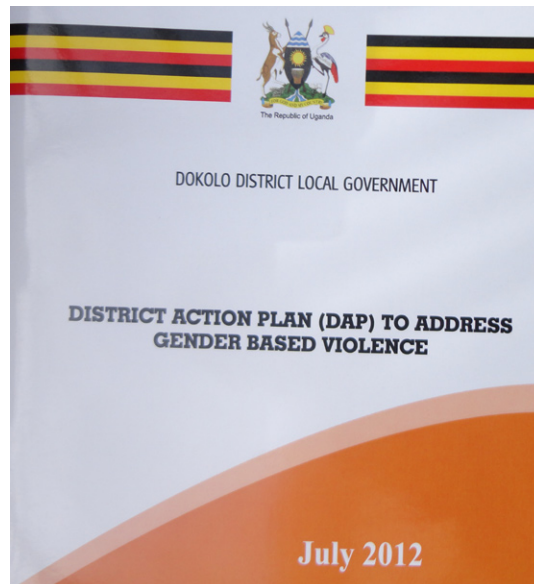 The Republic of Uganda
DOKOLO DISTRICT LOCAL GOVERNMENT
DISTRICT ACTION PLAN (DAP) TO ADDRESS
GENDER BASED VIOLENCE
July 2012